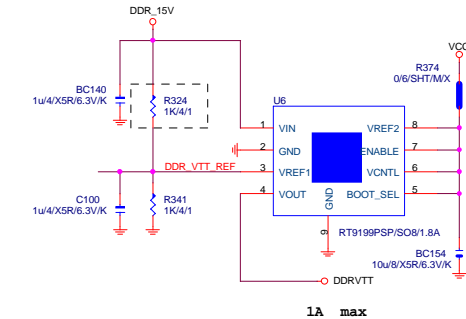 DDR_15V
VCC
R374
0/6/SHT/M/X
BC140
1u/4/X5R/6.3V/K
R324
1K/4/1
U6
1 VIN VREF2 8
2 GND ENABLE 7
DDR_VTT_REF 3 VREF1 VCNTL 6
4 VOUT BOOT_SEL 5
GND
9
C100
1u/4/X5R/6.3V/K
R341
1K/4/1
RT9199PSP/SO8/1.8A
BC154
10u/8/X5R/6.3V/K
DDRVTT
1A max